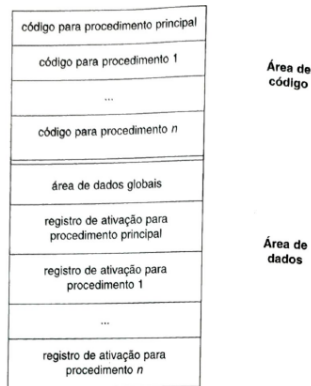 código para procedimento principal
código para procedimento 1
...
código para procedimento n
Área de
código
área de dados globais
registro de ativação para
procedimento principal
registro de ativação para
procedimento 1
...
registro de ativação para
procedimento n
Área de
dados